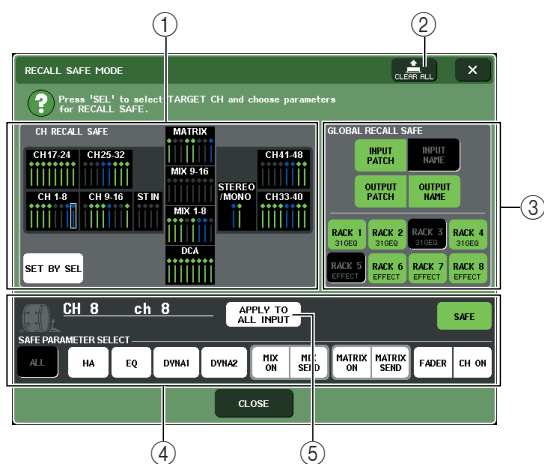 ①
②
RECALL SAFE MODE
CLEAR ALL
×
?
Press 'SEL' to select TARGET CH and choose parameters
for RECALL SAFE.
CH RECALL SAFE
MATRIX
GLOBAL RECALL SAFE
CH17-24
CH25-32
CH41-48
INPUT
PATCH
INPUT
NAME
MIX 9-16
CH 1-8
CH 9-16
ST IN
STEREO
/MONO
CH33-40
OUTPUT
PATCH
OUTPUT
NAME
③
MIX 1-8
RACK 1
31GEQ
RACK 2
31GEQ
RACK 3
31GEQ
RACK 4
31GEQ
DCA
SET BY SEL
RACK 5
EFFECT
RACK 6
EFFECT
RACK 7
EFFECT
RACK 8
EFFECT
CH 8 ch 8
APPLY TO
ALL INPUT
SAFE
SAFE PARAMETER SELECT
ALL
HA
EQ
DYNA1
DYNA2
MIX
ON
MIX
SEND
MATRIX
ON
MATRIX
SEND
FADER
CH ON
CLOSE
④
⑤